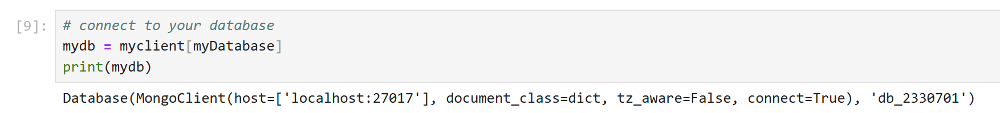 [9]:
# connect to your database
mydb = myclient[myDatabase]
print(mydb)
Database(MongoClient(host=['localhost:27017'], document_class=dict, tz_aware=False, connect=True), 'db_2330701')